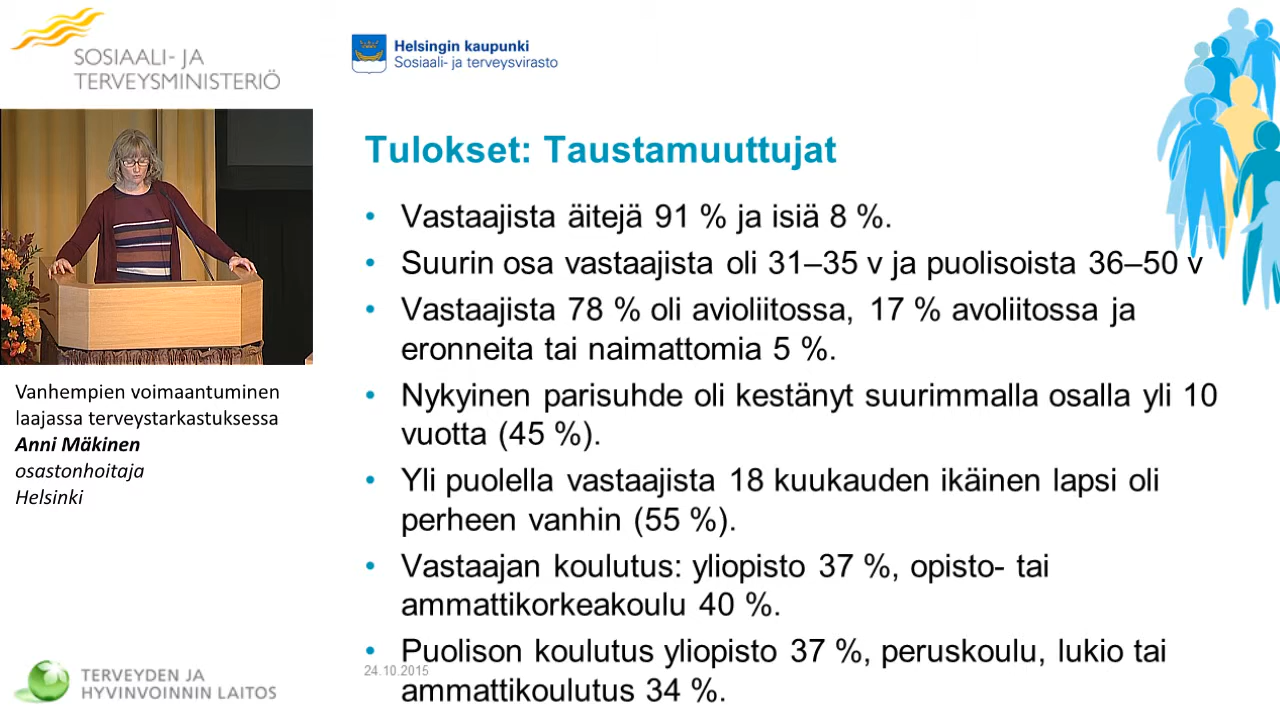 SOSIAALI- JA
TERVEYSMINISTERIÖ
Helsingin kaupunki
Sosiaali- ja terveysvirasto
Vanhempien voimaantuminen
laajassa terveystarkastuksessa
Anni Mäkinen
osastonhoitaja
Helsinki
TERVEYDEN JA
HYVINVOINNIN LAITOS
Tulokset: Taustamuuttujat
• Vastaajista äitejä 91 % ja isiä 8 %.
• Suurin osa vastaajista oli 31–35 v ja puolisoista 36–50 v
• Vastaajista 78 % oli avioliitossa, 17 % avoliitossa ja
eronneita tai naimattomia 5 %.
• Nykyinen parisuhde oli kestänyt suurimmalla osalla yli 10
vuotta (45 %).
• Yli puolella vastaajista 18 kuukauden ikäinen lapsi oli
perheen vanhin (55 %).
• Vastaajan koulutus: yliopisto 37 %, opisto- tai
ammattikorkeakoulu 40 %.
• Puolison koulutus yliopisto 37 %, peruskoulu, lukio tai
ammattikoulutus 34 %.
24.10.2015